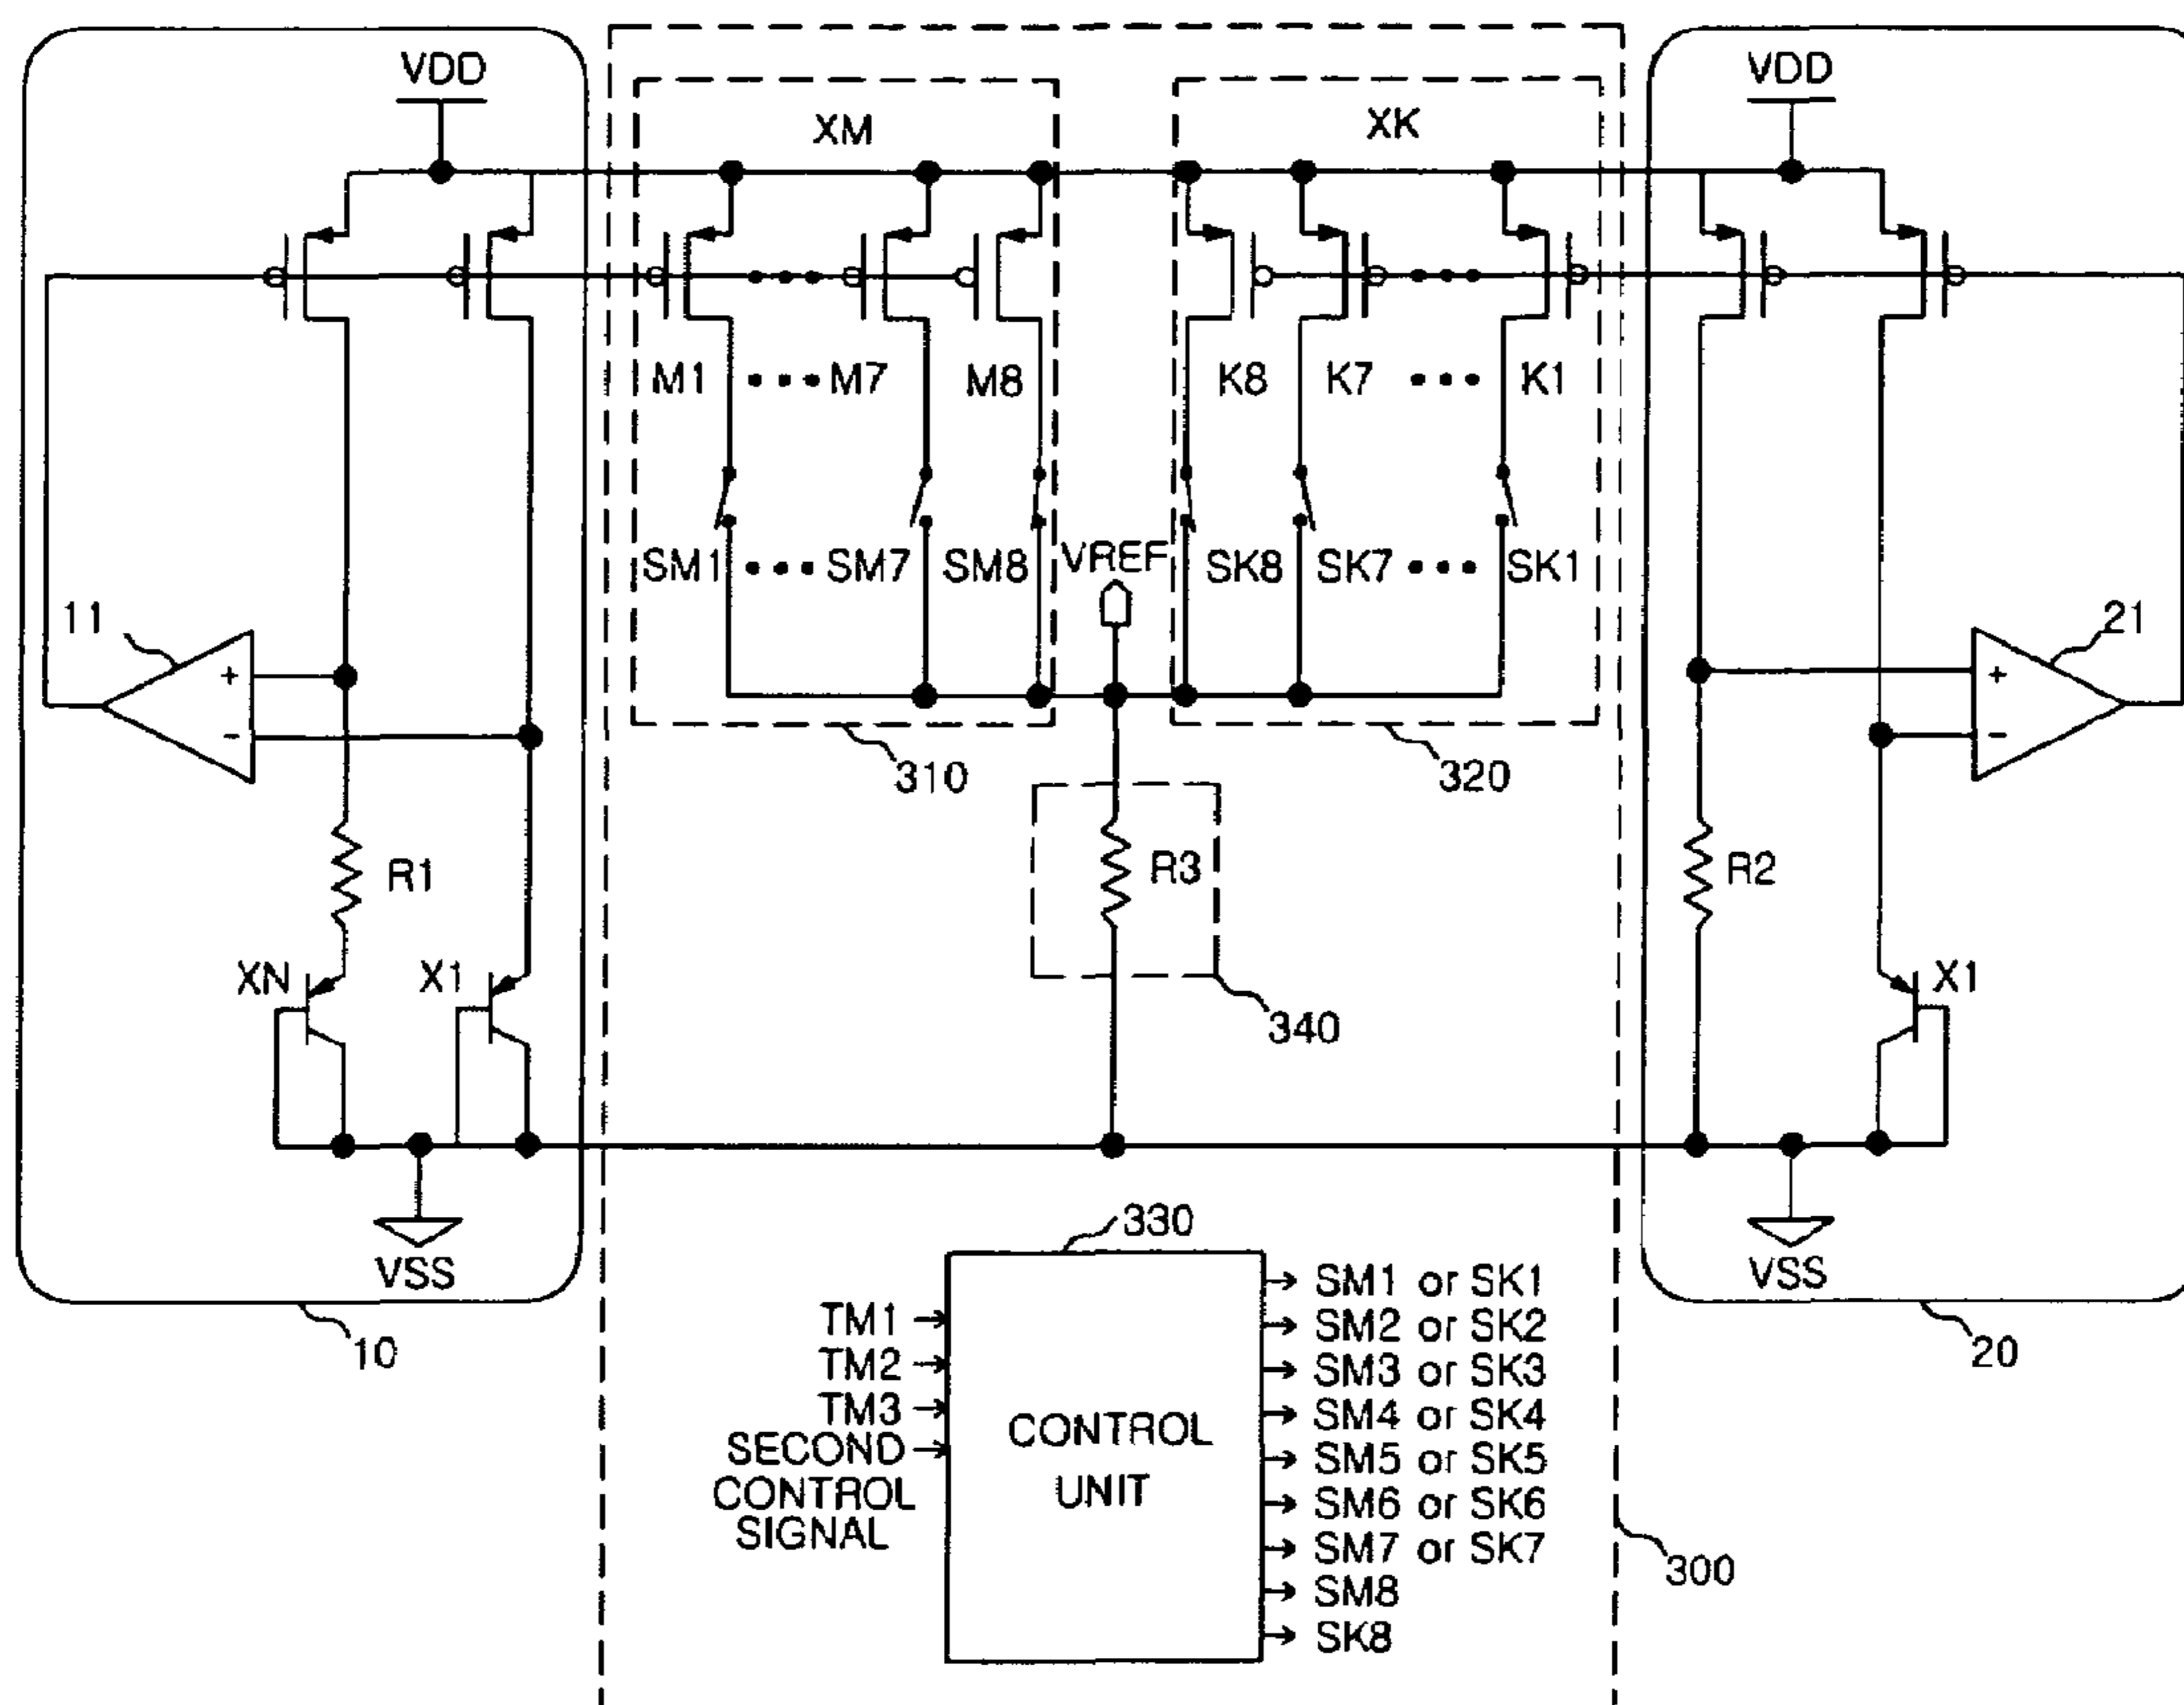 VDD
VDD
XM
XK
M1 ••• M7 M8
K8 K7 ••• K1
SM1 ••• SM7 SM8
VREF
SK8 SK7 ••• SK1
11
+
-
21
+
-
310
320
R1
R3
R2
XN
X1
X1
340
VSS
VSS
330
10
20
TM1
TM2
TM3
SECOND
CONTROL
SIGNAL
CONTROL
UNIT
SM1 or SK1
SM2 or SK2
SM3 or SK3
SM4 or SK4
SM5 or SK5
SM6 or SK6
SM7 or SK7
SM8
SK8
300